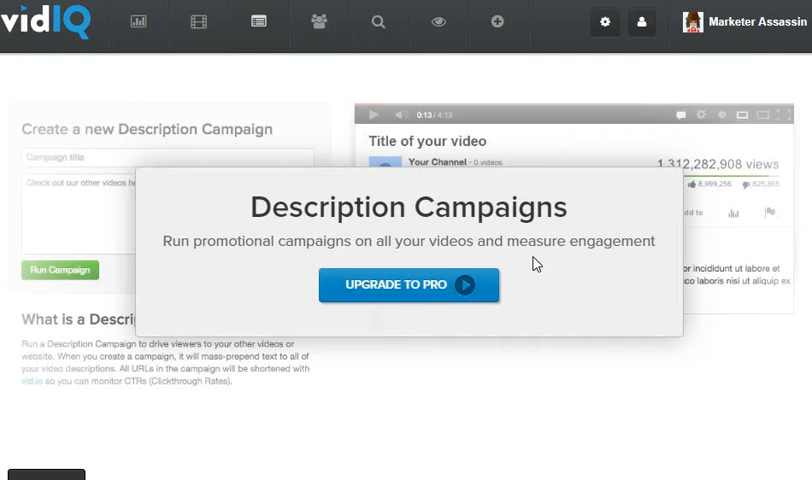 vidIQ
Marketer Assassin
Create a new Description Campaign
Campaign title
Check out our other videos
Run Campaign
What is a Descri
Run a Description Campaign to drive viewers to your other videos or
website. When you create a campaign, it will mass-prepend text to all of
your video descriptions. All URLs in the campaign will be shortened with
vid.io so you can monitor CTRs (Clickthrough Rates).
0:13 / 4:13
Title of your video
Your Channel · 0 videos
1,312,282,908 views
6,999,256
625,865
dd to
or incididunt ut labore et
co laboris nisi ut aliquip ex
Description Campaigns
Run promotional campaigns on all your videos and measure engagement
UPGRADE TO PRO